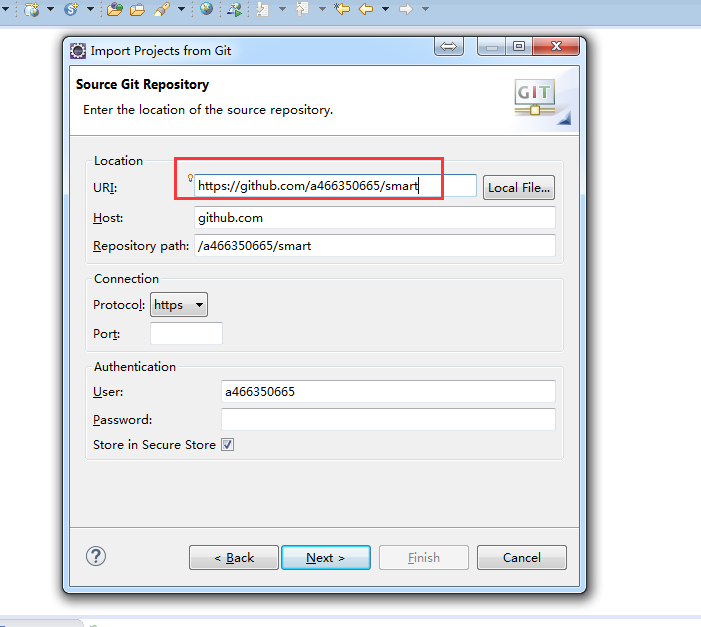 Import Projects from Git
Source Git Repository
Enter the location of the source repository.
GIT
Location
URI: https://github.com/a466350665/smart Local File...
Host: github.com
Repository path: /a466350665/smart
Connection
Protocol: https
Port:
Authentication
User: a466350665
Password:
Store in Secure Store
? < Back Next > Finish Cancel